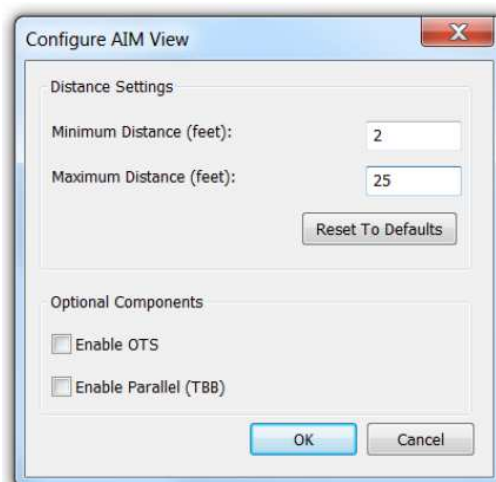 Configure AIM View
X
Distance Settings
Minimum Distance (feet): 2
Maximum Distance (feet): 25
Reset To Defaults
Optional Components
Enable OTS
Enable Parallel (TBB)
OK Cancel